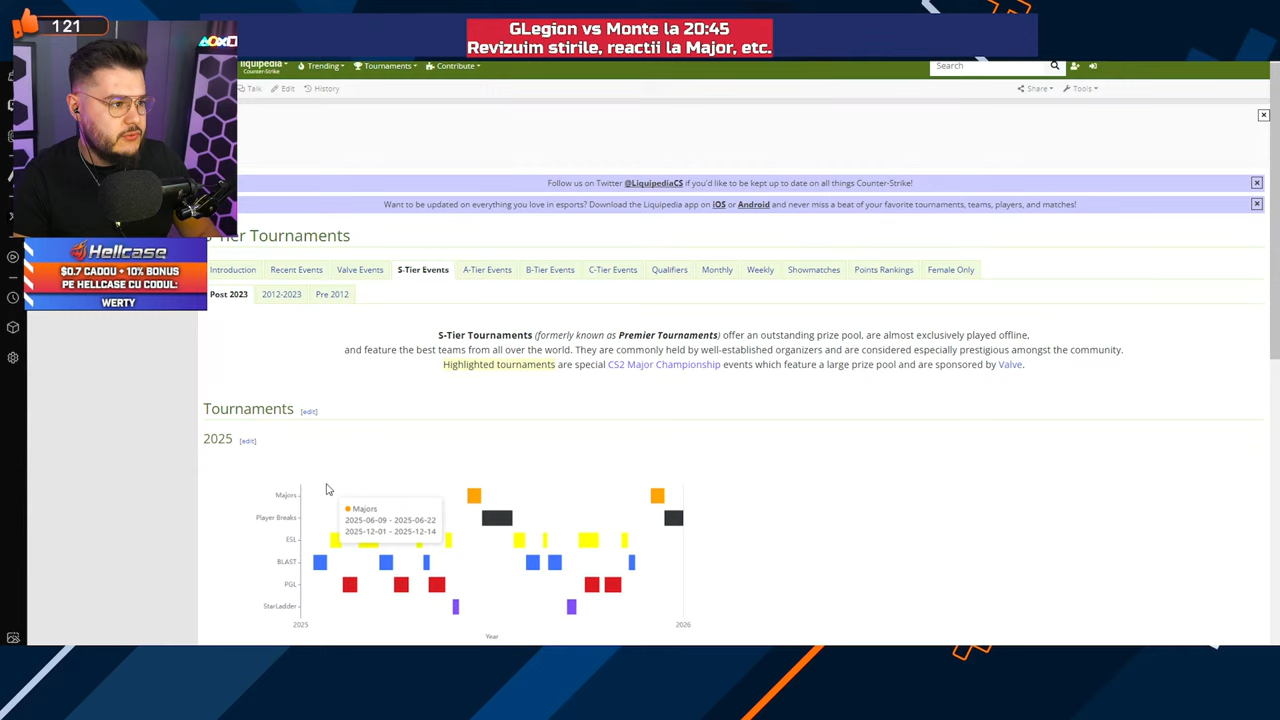 121
GLegion vs Monte la 20:45
Revizuim stirile, reactii la Major, etc.
liquipedia
Counter-Strike
Trending
Tournaments
Contribute
Search
Talk
Edit
History
Share
Tools
Follow us on Twitter @LiquipediaCS if you'd like to be kept up to date on all things Counter-Strike!
Want to be updated on everything you love in esports? Download the Liquipedia app on iOS or Android and never miss a beat of your favorite tournaments, teams, players, and matches!
Hellcase
$0.7 CADOU + 10% BONUS
PE HELLCASE CU CODUL:
WERTY
S-Tier Tournaments
Introduction
Recent Events
Valve Events
S-Tier Events
A-Tier Events
B-Tier Events
C-Tier Events
Qualifiers
Monthly
Weekly
Showmatches
Points Rankings
Female Only
Post 2023
2012-2023
Pre 2012
S-Tier Tournaments (formerly known as Premier Tournaments) offer an outstanding prize pool, are almost exclusively played offline,
and feature the best teams from all over the world. They are commonly held by well-established organizers and are considered especially prestigious amongst the community.
Highlighted tournaments are special CS2 Major Championship events which feature a large prize pool and are sponsored by Valve.
Tournaments [edit]
2025 [edit]
Majors
Player Breaks
ESL
BLAST
PGL
StarLadder
Majors
2025-06-09 - 2025-06-22
2025-12-01 - 2025-12-14
2025
2026
Year